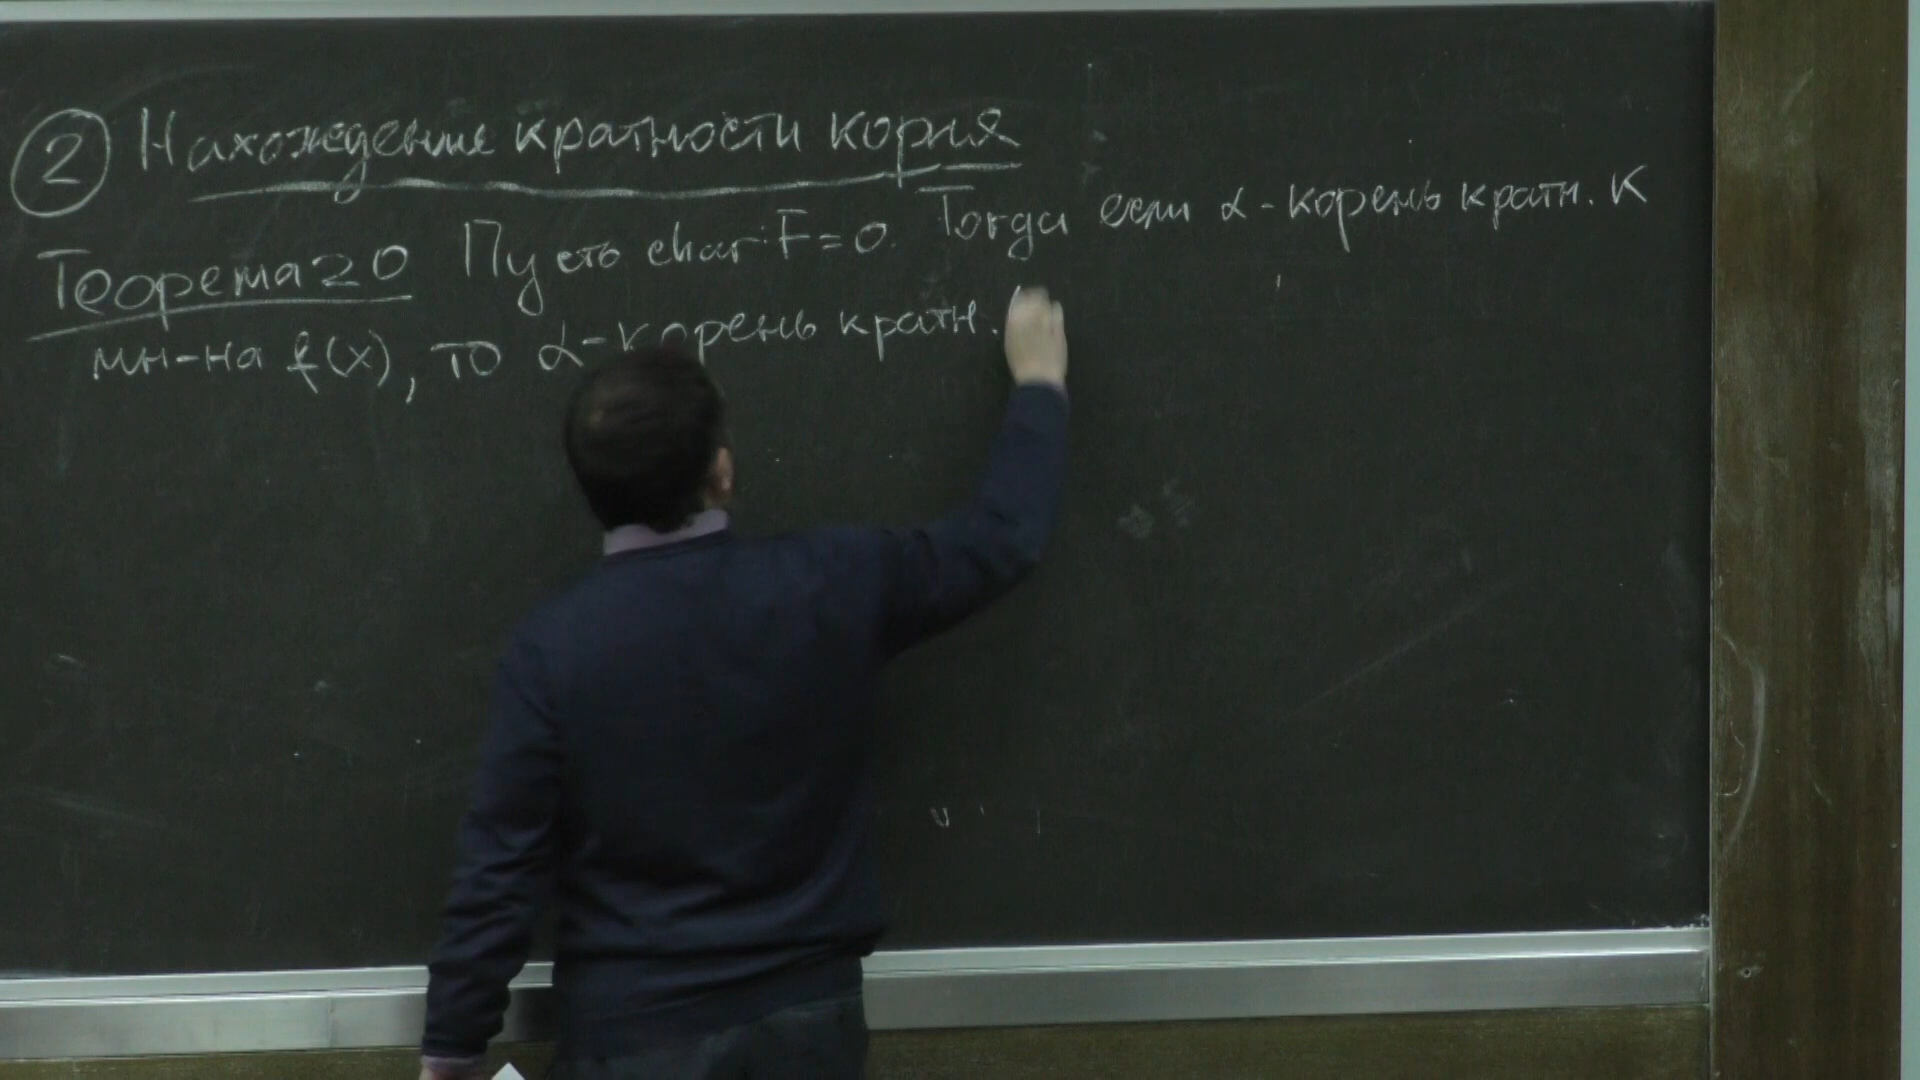 ② Нахождение кратности корня
Теорема 20 Пусть char F = 0. Тогда если α - корень кратн. k
мн-на f(x), то α - корень кратн.